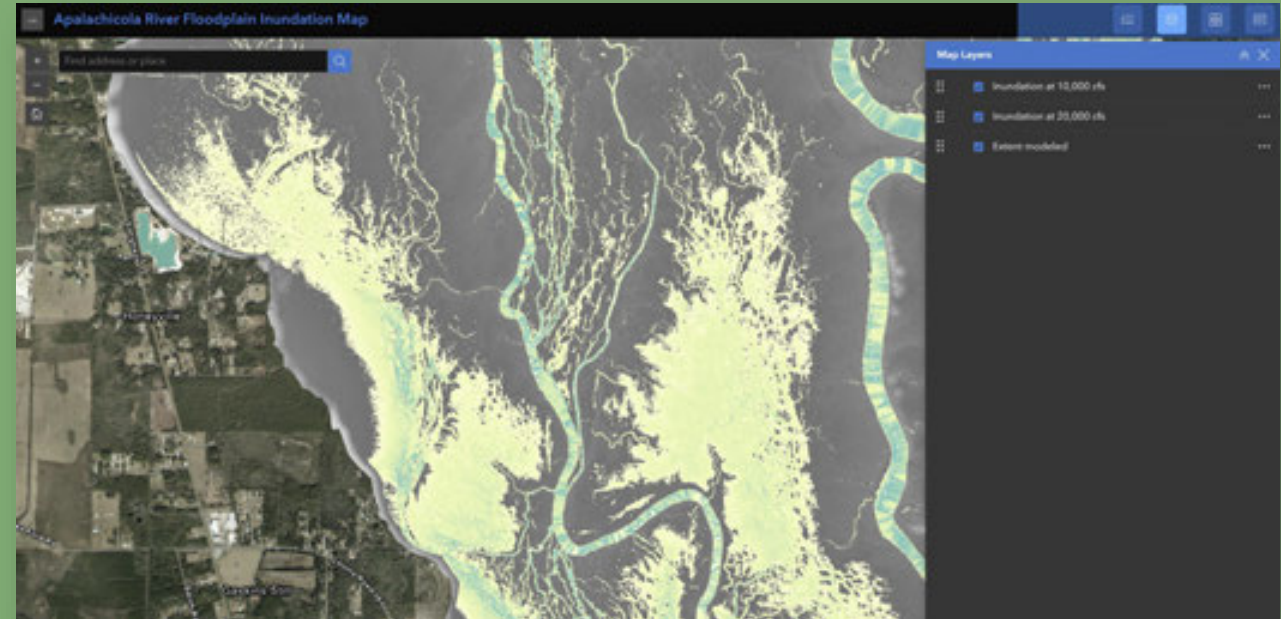 Apalachicola River Floodplain Inundation Map
Find address or place
Map Layers
Inundation at 10,000 cfs
Inundation at 20,000 cfs
Extent modeled
Honeyville